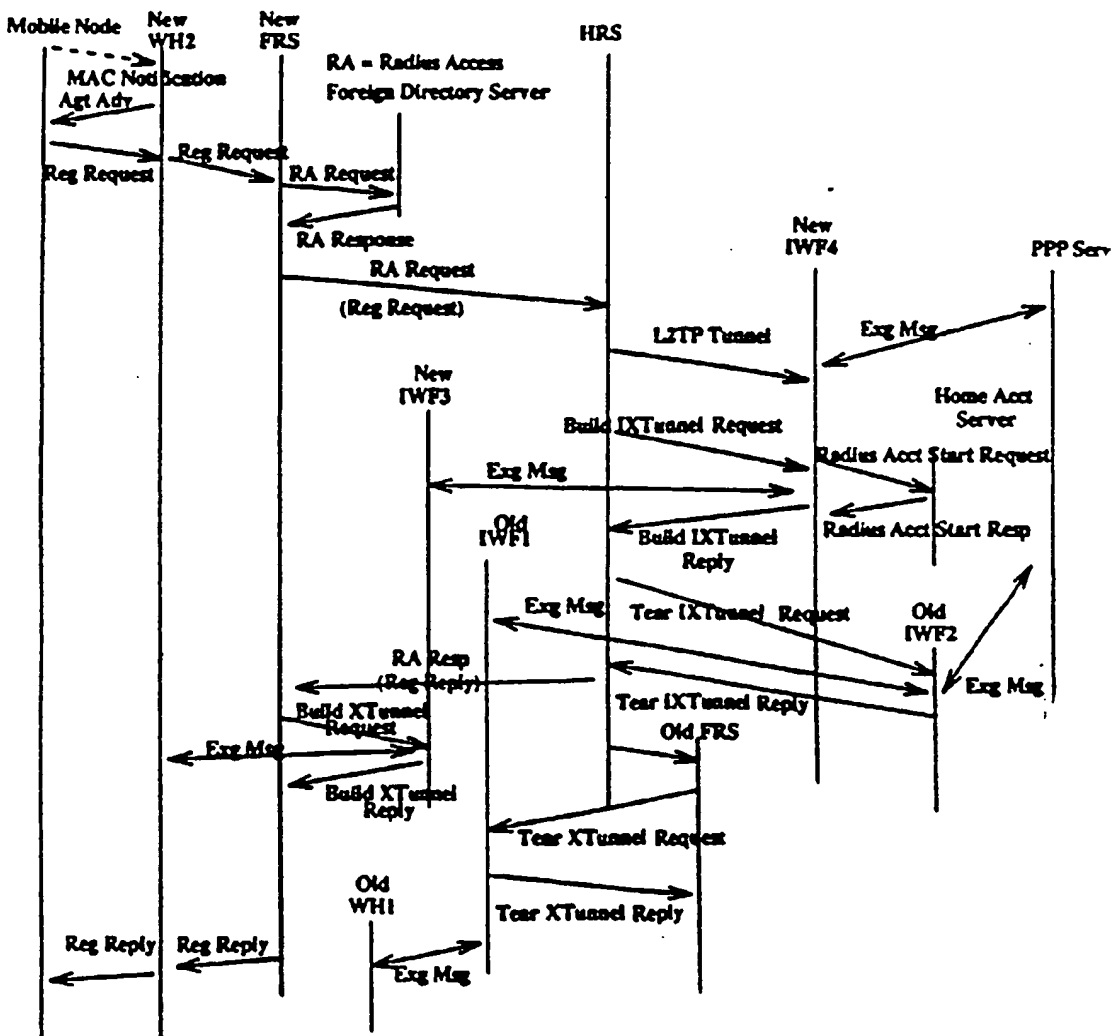 Mobile Node
New
WH2
New
FRS
HRS
RA = Radius Access
Foreign Directory Server
MAC Notification
Agt Adv
Reg Request
Reg Request
RA Request
RA Response
RA Request
(Reg Request)
New
IWF4
PPP Serv
L2TP Tunnel
Exg Msg
New
IWF3
Home Acct
Server
Build IXTunnel Request
Radius Acct Start Request
Exg Msg
Radius Acct Start Resp
Build IXTunnel
Reply
Old
IWF1
Exg Msg
Tear IXTunnel Request
Old
IWF2
RA Resp
(Reg Reply)
Exg Msg
Tear IXTunnel Reply
Build XTunnel
Request
Old FRS
Exg Msg
Build XTunnel
Reply
Tear XTunnel Request
Old
WH1
Tear XTunnel Reply
Reg Reply
Reg Reply
Exg Msg